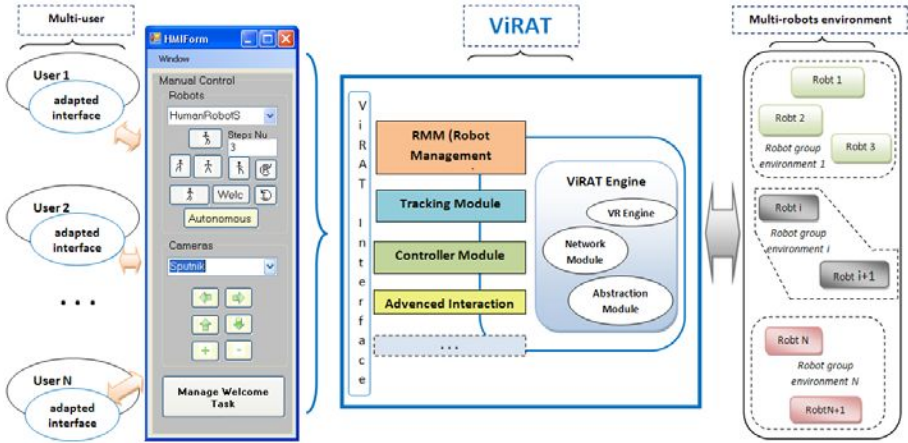 Multi-user
User 1
adapted
interface
User 2
adapted
interface
. . .
User N
adapted
interface
HMIForm
Window
Manual Control
Robots
HumanRobotS
Steps Nu
3
Welc
Autonomous
Cameras
Sputnik
+
-
Manage Welcome
Task
ViRAT
ViRAT Interface
RMM (Robot
Management
Tracking Module
Controller Module
Advanced Interaction
. . .
ViRAT Engine
VR Engine
Network
Module
Abstraction
Module
Multi-robots environment
Robt 1
Robt 2
Robt 3
Robot group
environment 1
Robt i
Robot group
environment i
Robt i+1
Robt N
Robot group
environment N
RobtN+1